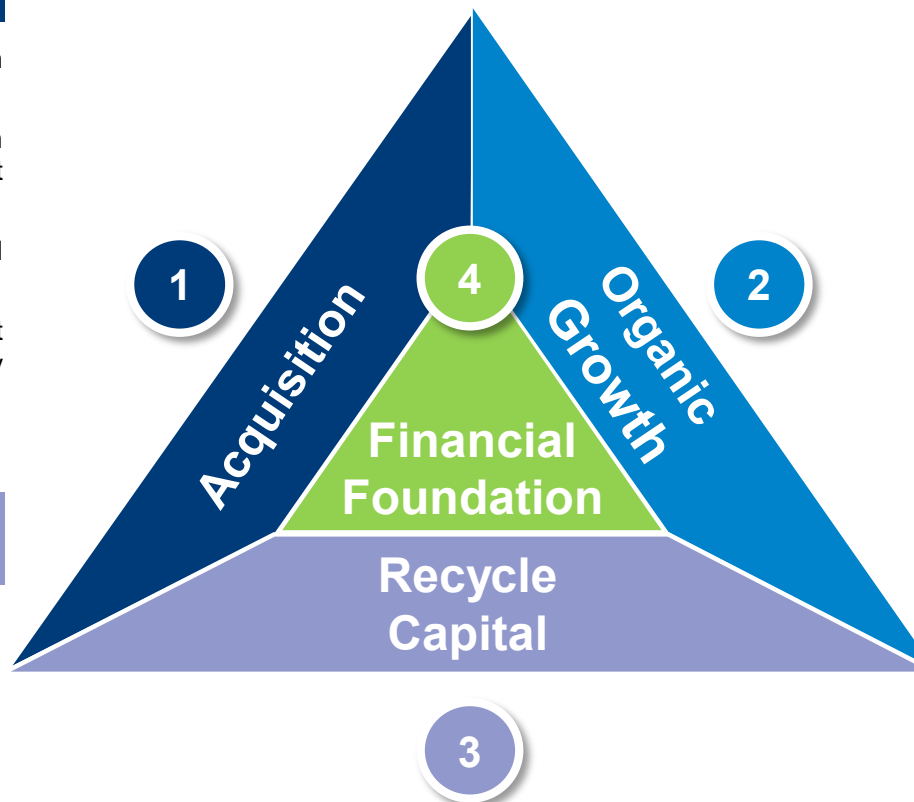 1
2
4
Acquisition
Organic
Growth
Financial
Foundation
Recycle
Capital
3